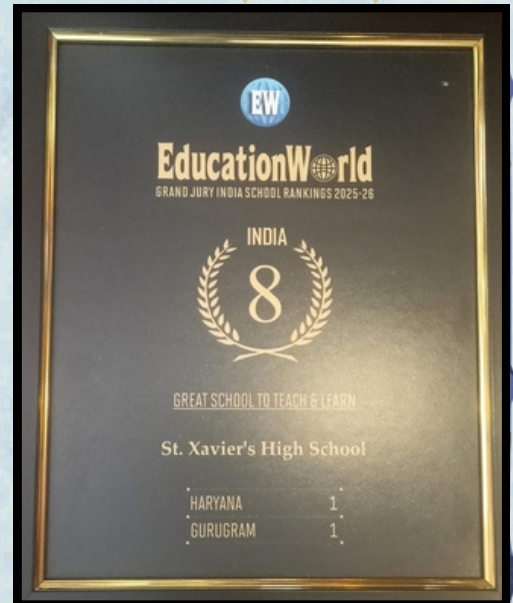 EW
EducationWorld
GRAND JURY INDIA SCHOOL RANKINGS 2025-26
INDIA
8
GREAT SCHOOL TO TEACH & LEARN
St. Xavier's High School
HARYANA 1
GURUGRAM 1